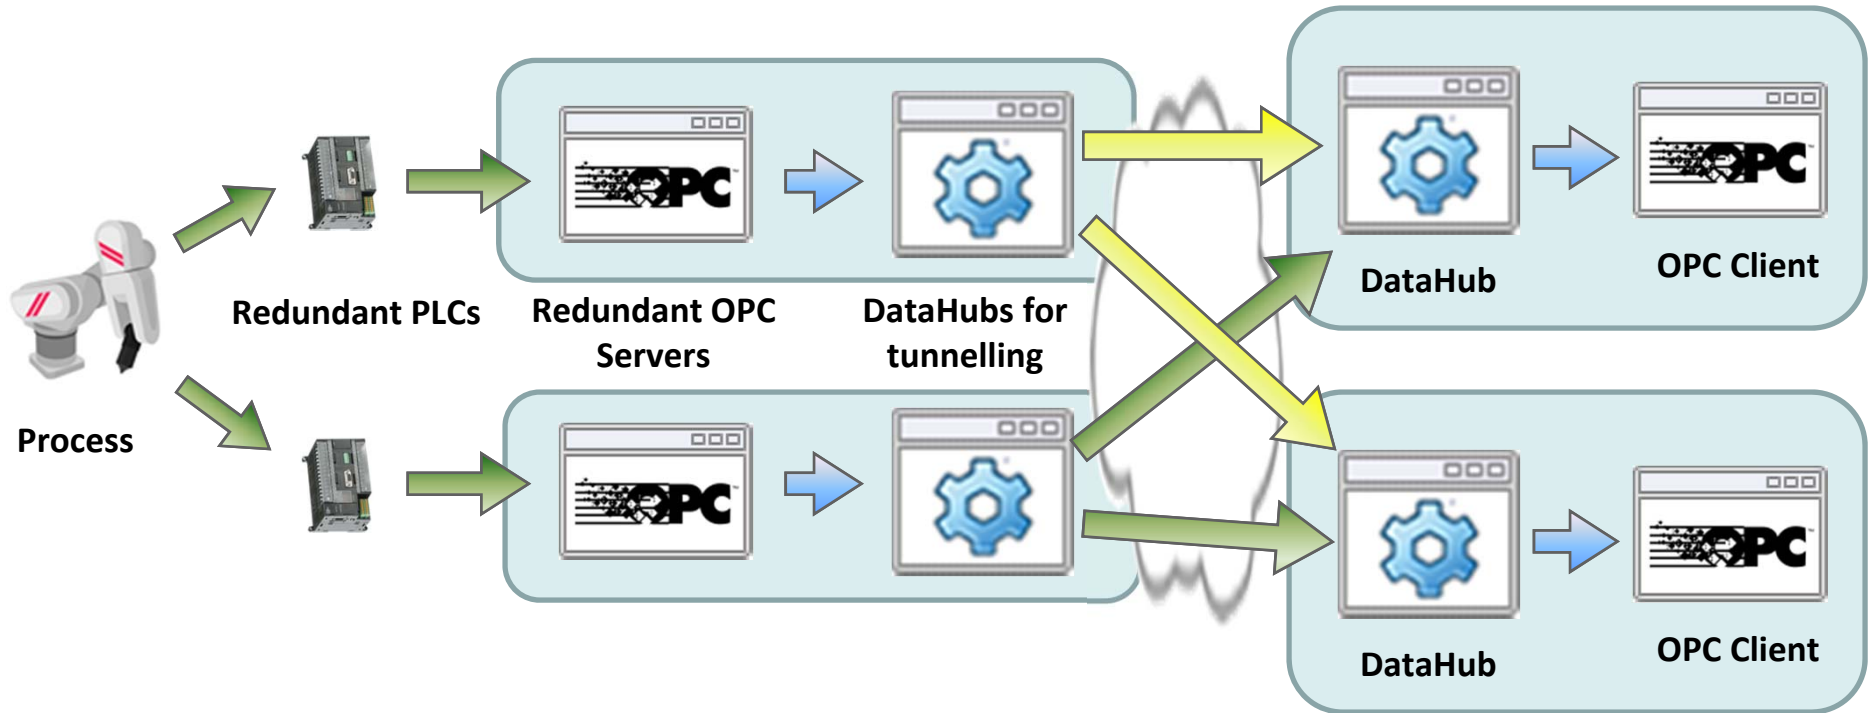 OPC
OPC
OPC Client
DataHub
Redundant PLCs
Redundant OPC
Servers
DataHubs for
tunnelling
Process
OPC
OPC
OPC Client
DataHub